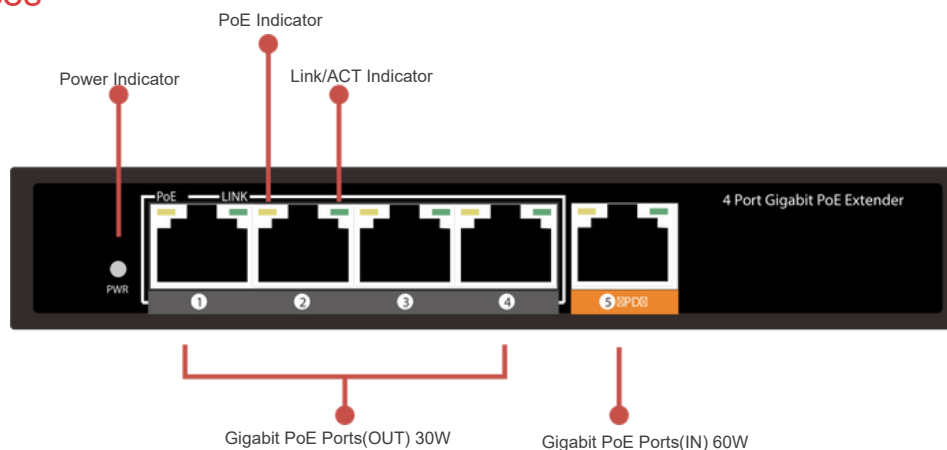 PoE Indicator
Power Indicator
Link/ACT Indicator
PoE LINK
4 Port Gigabit PoE Extender
PWR
1 2 3 4 5 PD
Gigabit PoE Ports(OUT) 30W
Gigabit PoE Ports(IN) 60W